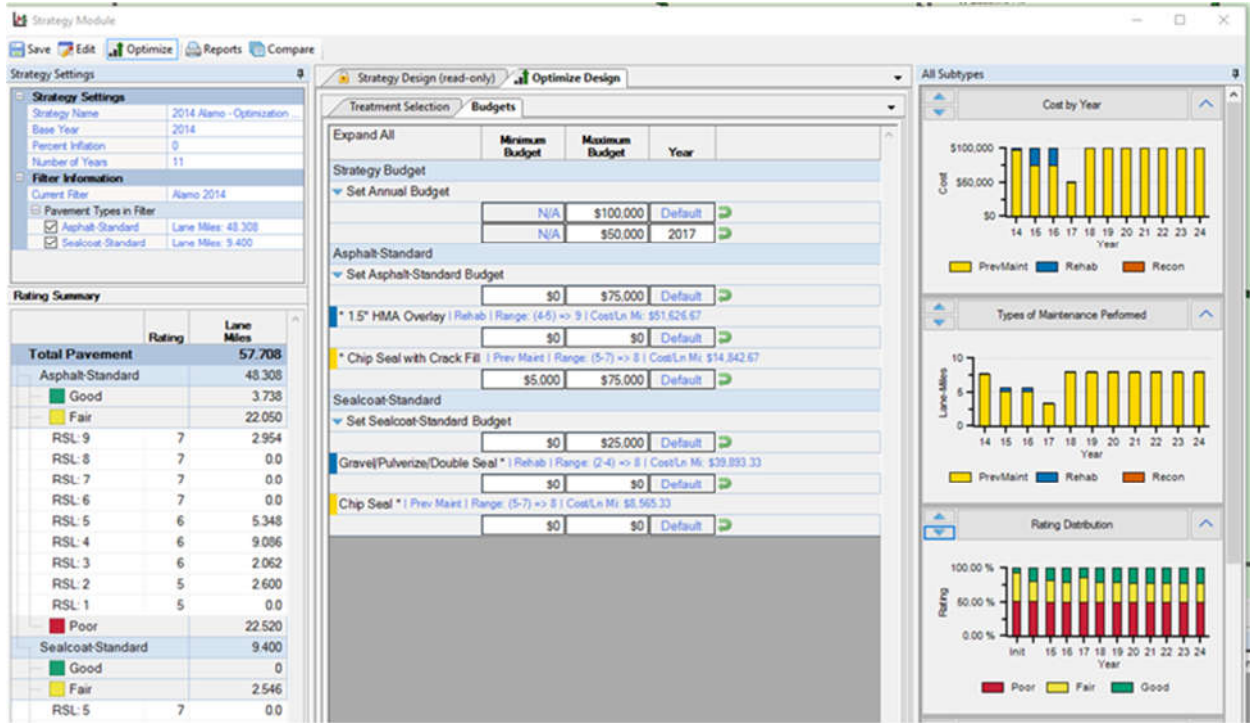 Strategy Module
Save Edit Optimize Reports Compare
Strategy Settings
Strategy Settings
Strategy Name 2014 Alamo - Optimization ...
Base Year 2014
Percent Inflation 0
Number of Years 11
Filter Information
Current Filter Alamo 2014
Pavement Types in Filter
Asphalt-Standard Lane Miles: 48.308
Sealcoat-Standard Lane Miles: 9.400
Rating Summary
Rating Lane Miles
Total Pavement 57.708
Asphalt-Standard 48.308
Good 3.738
Fair 22.050
RSL: 9 7 2.954
RSL: 8 7 0.0
RSL: 7 7 0.0
RSL: 6 7 0.0
RSL: 5 6 5.348
RSL: 4 6 9.086
RSL: 3 6 2.062
RSL: 2 5 2.600
RSL: 1 5 0.0
Poor 22.520
Sealcoat-Standard 9.400
Good 0
Fair 2.546
RSL: 5 7 0.0
Strategy Design (read-only) Optimize Design
Treatment Selection Budgets
Expand All Minimum Budget Maximum Budget Year
Strategy Budget
Set Annual Budget
N/A $100,000 Default
N/A $50,000 2017
Asphalt-Standard
Set Asphalt-Standard Budget
$0 $75,000 Default
* 1.5" HMA Overlay | Rehab | Range: (4-5) => 9 | Cost/Ln Mi: $51,626.67
$0 $0 Default
* Chip Seal with Crack Fill | Prev Maint | Range: (5-7) => 8 | Cost/Ln Mi: $14,842.67
$5,000 $75,000 Default
Sealcoat-Standard
Set Sealcoat-Standard Budget
$0 $25,000 Default
Gravel/Pulverize/Double Seal * | Rehab | Range: (2-4) => 8 | Cost/Ln Mi: $39,893.33
$0 $0 Default
Chip Seal * | Prev Maint | Range: (5-7) => 8 | Cost/Ln Mi: $8,565.33
$0 $0 Default
All Subtypes
Cost by Year
$100,000
$50,000
$0
Cost
14 15 16 17 18 19 20 21 22 23 24
Year
PrevMaint Rehab Recon
Types of Maintenance Performed
10
5
0
Lane-Miles
14 15 16 17 18 19 20 21 22 23 24
Year
PrevMaint Rehab Recon
Rating Distribution
100.00 %
50.00 %
0.00 %
Rating
Init 15 16 17 18 19 20 21 22 23 24
Year
Poor Fair Good